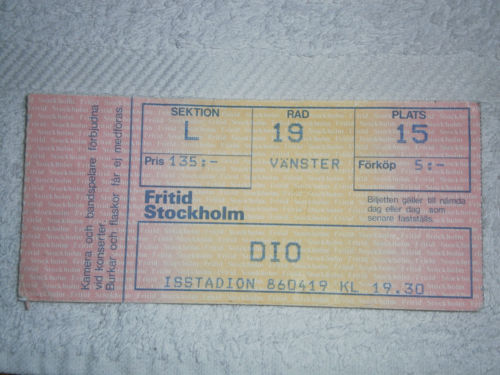 Kamera och bandspelare förbjudna
vid konserter.
Burkar och flaskor får ej medföras.
SEKTION RAD PLATS
L 19 15
Pris 135:- VÄNSTER Förköp 5:-
Fritid
Stockholm
Biljetten gäller till nämda
dag eller dag som
senare fastställs.
DIO
ISSTADION 860419 KL 19.30